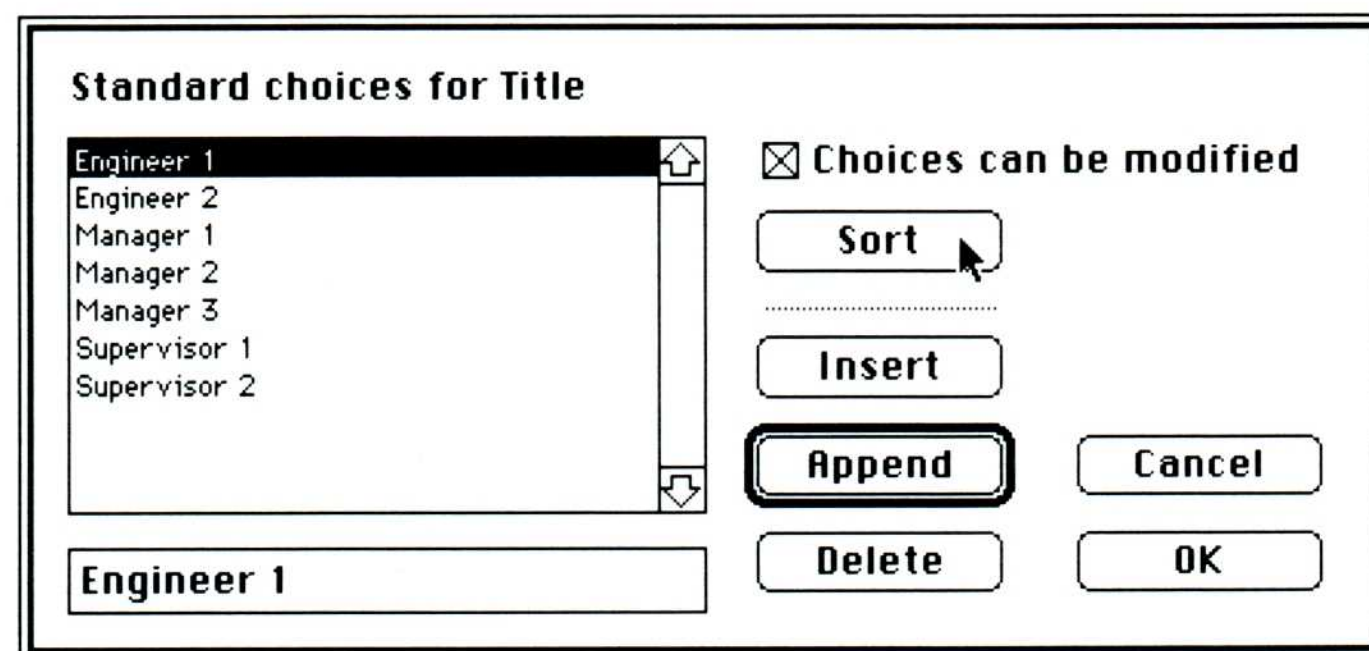 Standard choices for Title
Engineer 1
Engineer 2
Manager 1
Manager 2
Manager 3
Supervisor 1
Supervisor 2
Engineer 1
Choices can be modified
Sort
Insert
Append
Cancel
Delete
OK